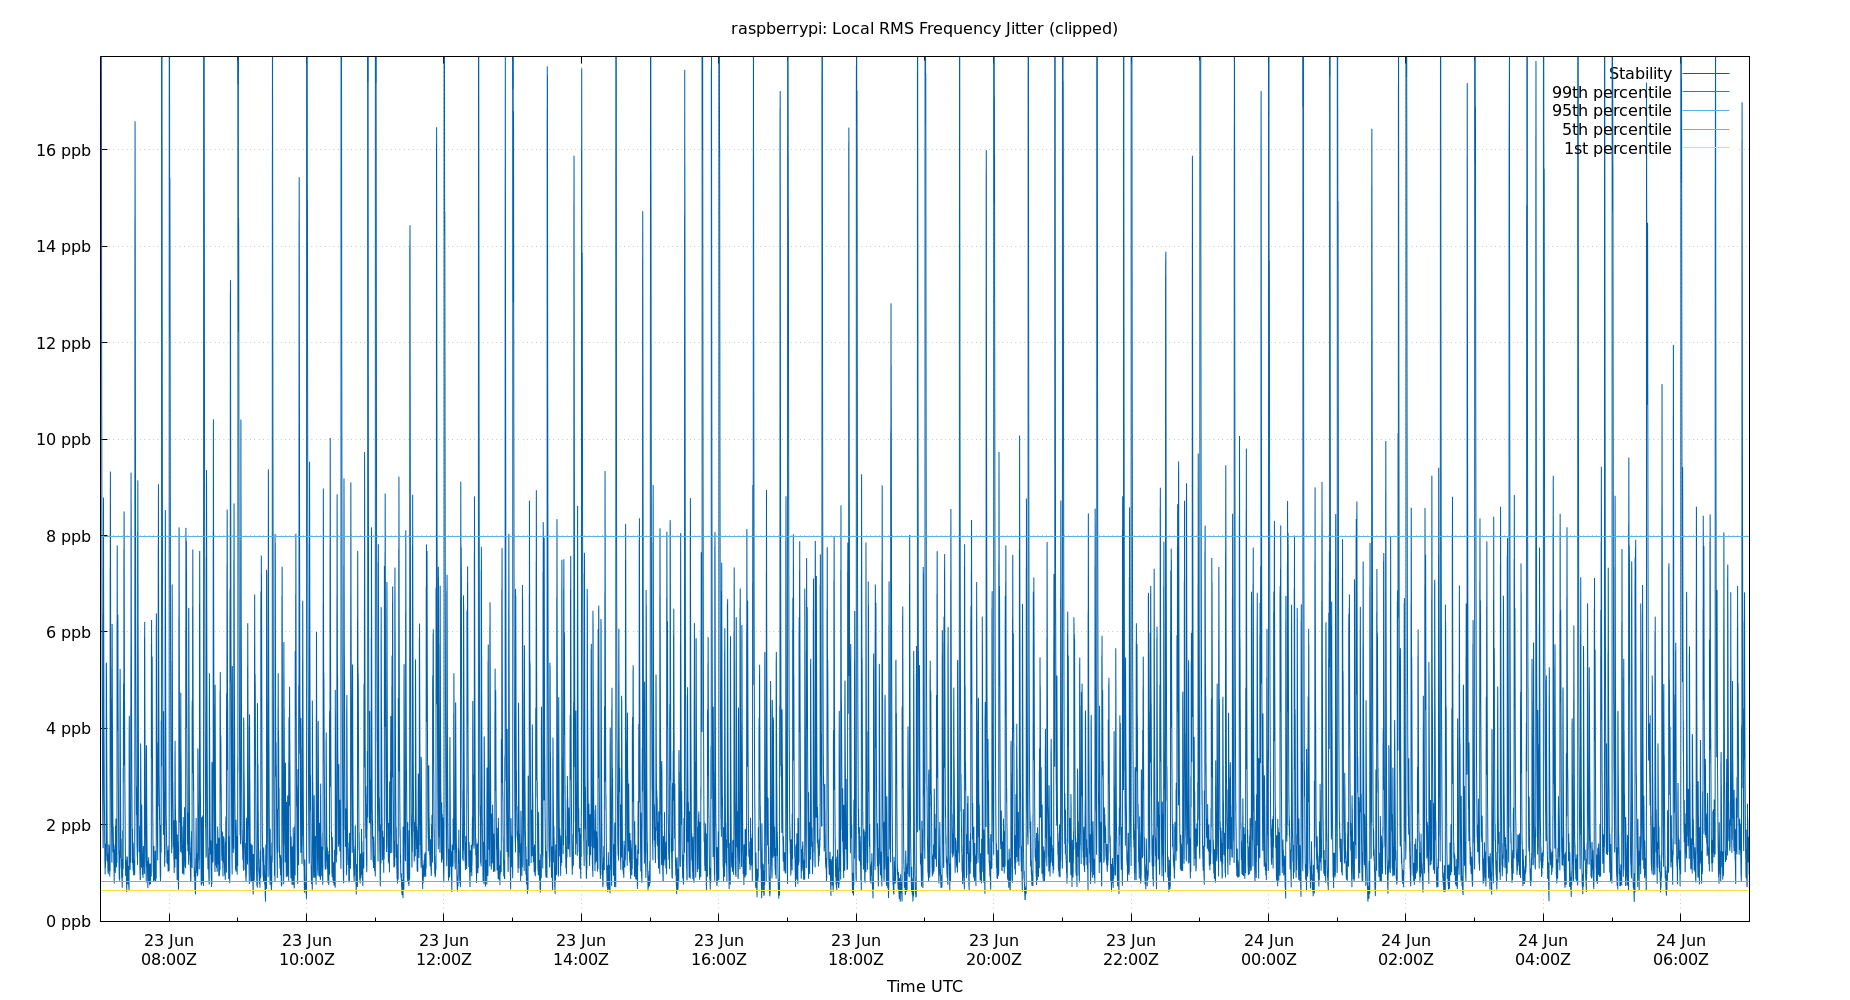 raspberrypi: Local RMS Frequency Jitter (clipped)
Stability
99th percentile
95th percentile
5th percentile
1st percentile
16 ppb
14 ppb
12 ppb
10 ppb
8 ppb
6 ppb
4 ppb
2 ppb
0 ppb
23 Jun 23 Jun 23 Jun 23 Jun 23 Jun 23 Jun 23 Jun 23 Jun 24 Jun 24 Jun 24 Jun 24 Jun
08:00Z 10:00Z 12:00Z 14:00Z 16:00Z 18:00Z 20:00Z 22:00Z 00:00Z 02:00Z 04:00Z 06:00Z
Time UTC